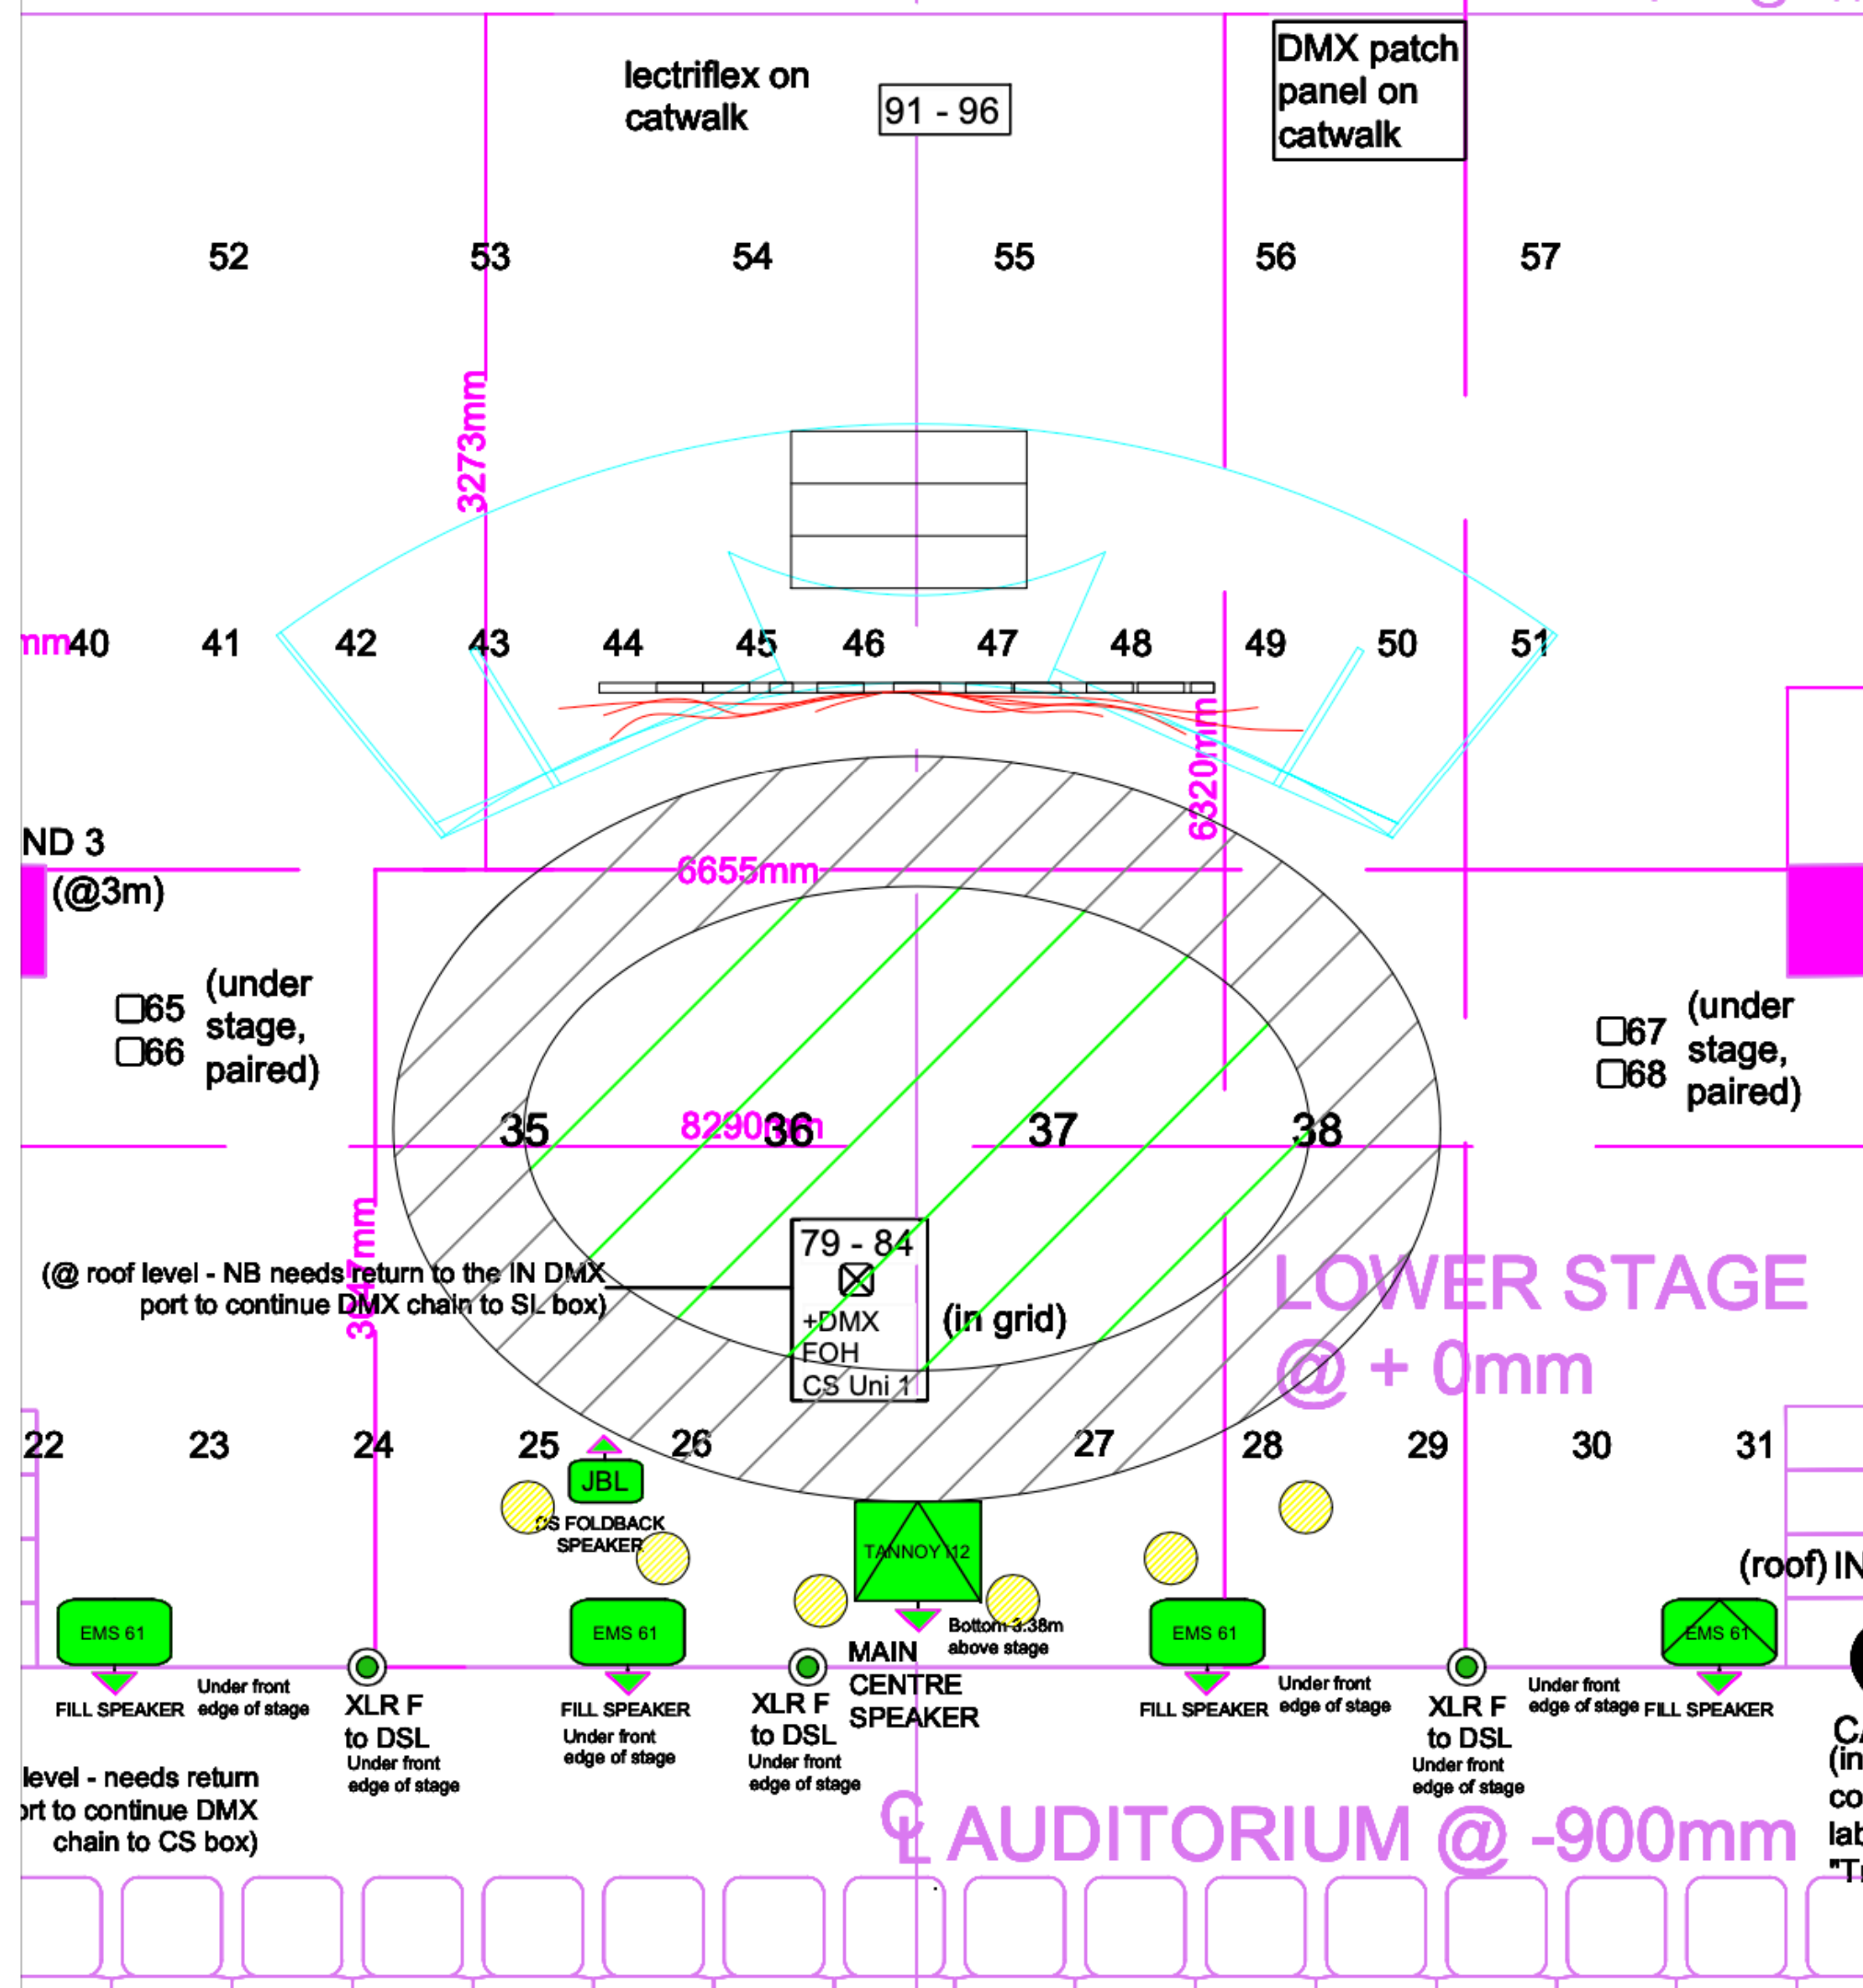 lectriflex on
catwalk
91 - 96
DMX patch
panel on
catwalk
52 53 54 55 56 57
3273mm
mm40 41 42 43 44 45 46 47 48 49 50 51
6320mm
ND 3
(@3m)
6655mm
65
66
(under
stage,
paired)
67
68
(under
stage,
paired)
35 8290mm 36 37 38
3047mm
79 - 84
+DMX
FOH
CS Uni 1
(@ roof level - NB needs return to the IN DMX
port to continue DMX chain to SL box)
(in grid)
LOWER STAGE
@ + 0mm
22 23 24 25 26 27 28 29 30 31
JBL
FOLDBACK
SPEAKER
TANNOY i12
(roof) IN
EMS 61
EMS 61
EMS 61
EMS 61
Bottom 3.38m
above stage
MAIN
CENTRE
SPEAKER
FILL SPEAKER
Under front
edge of stage
XLR F
to DSL
Under front
edge of stage
FILL SPEAKER
Under front
edge of stage
XLR F
to DSL
Under front
edge of stage
FILL SPEAKER
Under front
edge of stage
XLR F
to DSL
Under front
edge of stage
Under front
edge of stage
FILL SPEAKER
level - needs return
ort to continue DMX
chain to CS box)
CL AUDITORIUM @ -900mm
(in
co
lab
"Tr